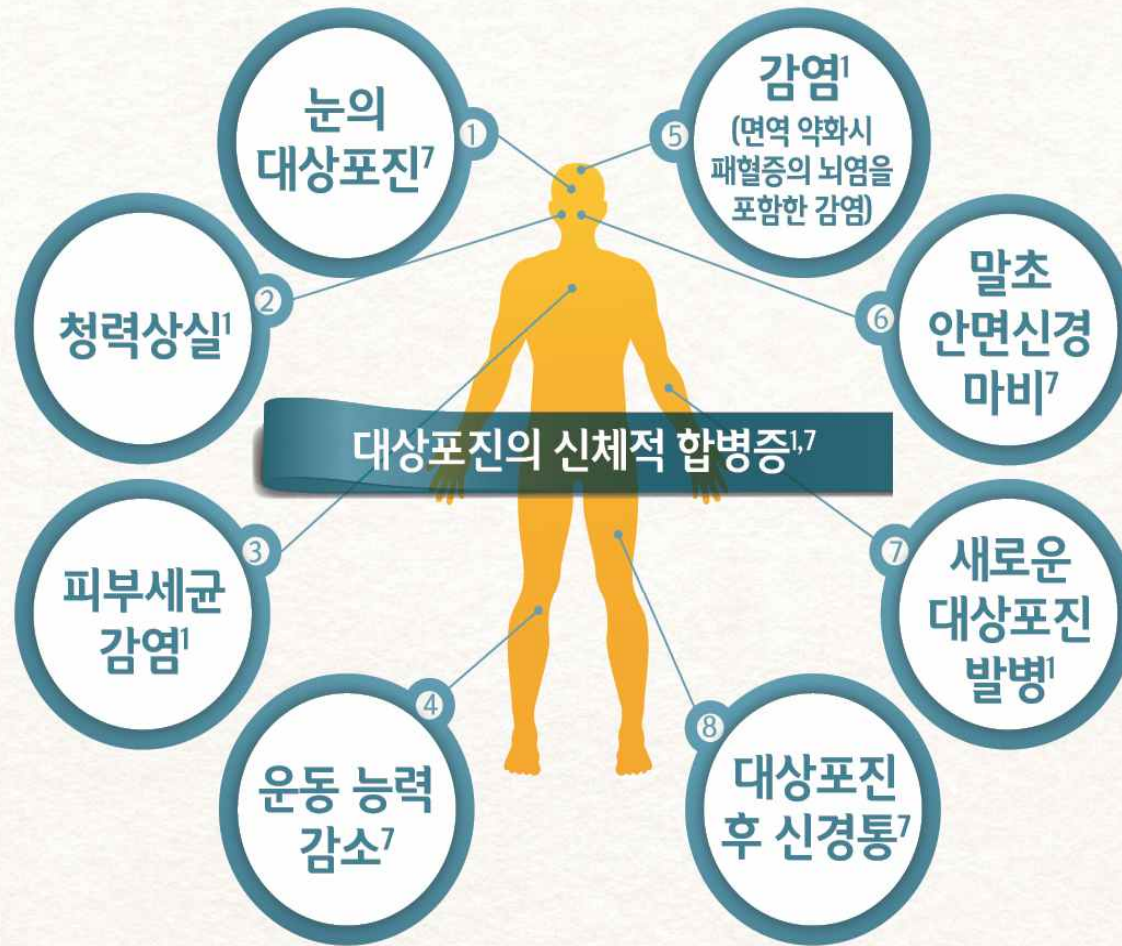 눈의
대상포진7
1
청력상실1
2
피부세균
감염1
3
운동 능력
감소7
4
감염1
(면역 약화시
패혈증의 뇌염을
포함한 감염)
5
말초
안면신경
마비7
6
새로운
대상포진
발병1
7
대상포진
후 신경통7
8
대상포진의 신체적 합병증1,7